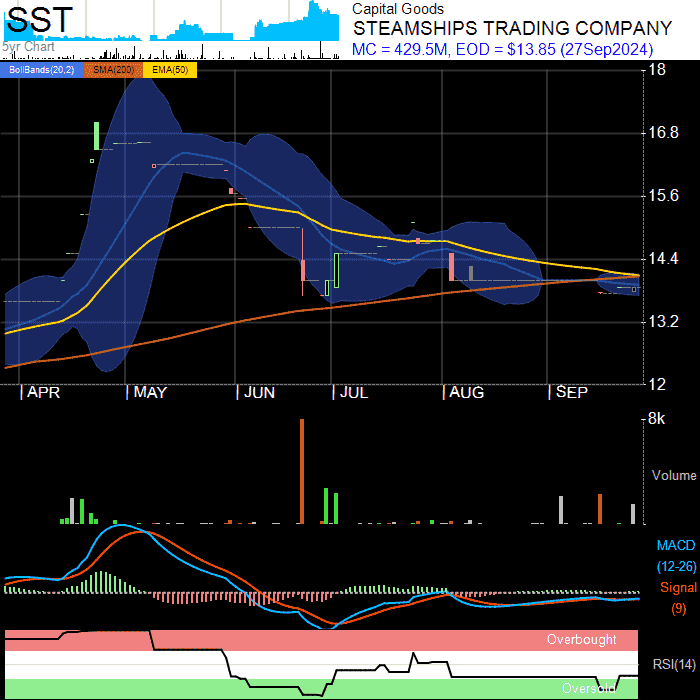 SST
5yr Chart
Capital Goods
STEAMSHIPS TRADING COMPANY
MC = 429.5M, EOD = $13.85 (27Sep2024)
BollBands(20,2) SMA(200) EMA(50)
18
16.8
15.6
14.4
13.2
12
APR MAY JUN JUL AUG SEP
8k
Volume
MACD
(12-26)
Signal
(9)
Overbought
RSI(14)
Oversold